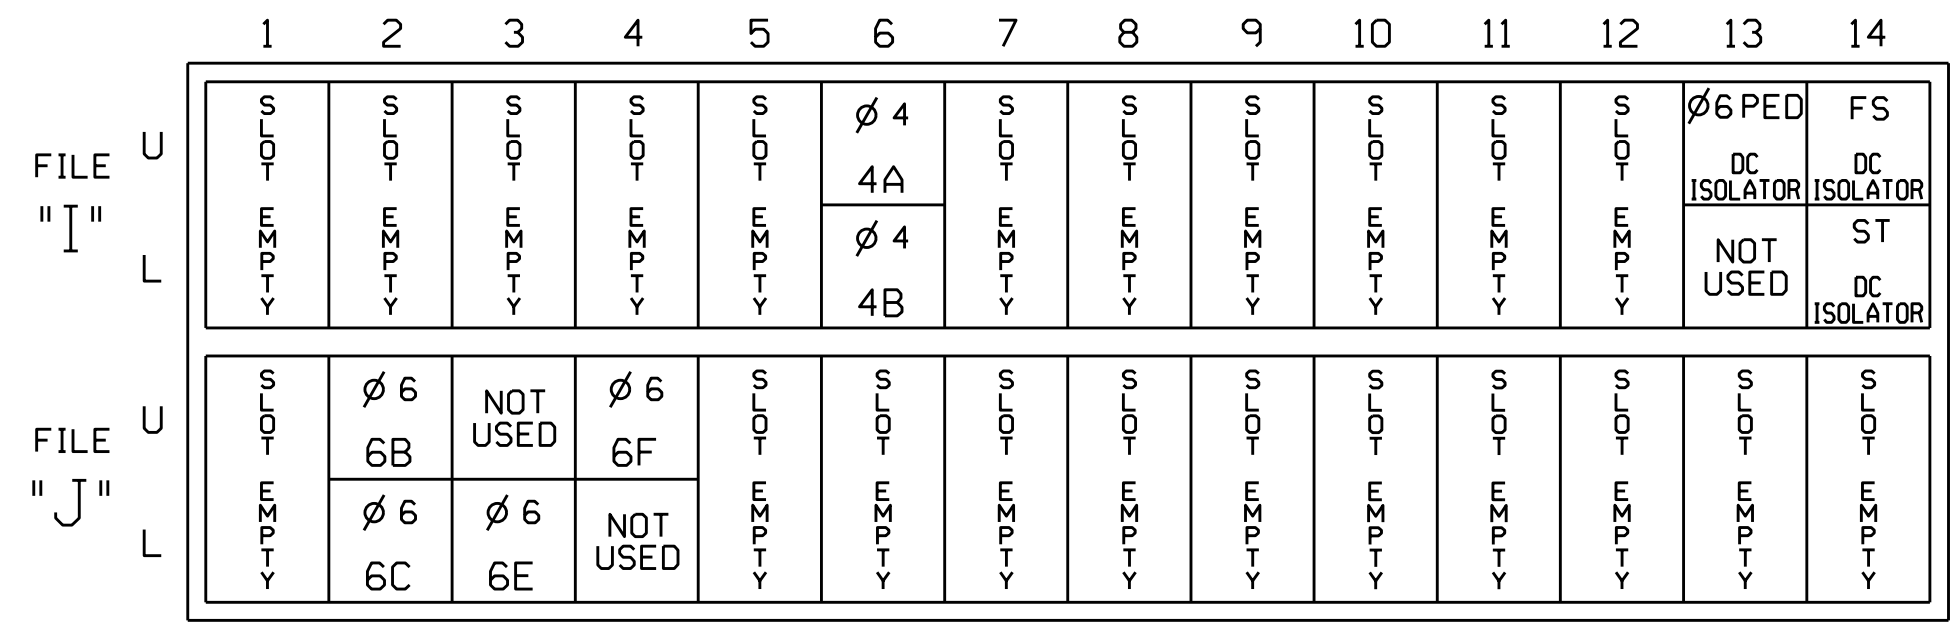 1 2 3 4 5 6 7 8 9 10 11 12 13 14
FILE "I"
U
L
SLOT EMPTY
SLOT EMPTY
SLOT EMPTY
SLOT EMPTY
SLOT EMPTY
Ø 4
4A
Ø 4
4B
SLOT EMPTY
SLOT EMPTY
SLOT EMPTY
SLOT EMPTY
SLOT EMPTY
SLOT EMPTY
Ø6 PED
DC
ISOLATOR
NOT
USED
FS
DC
ISOLATOR
ST
DC
ISOLATOR
FILE "J"
U
L
SLOT EMPTY
Ø 6
6B
Ø 6
6C
NOT
USED
Ø 6
6E
Ø 6
6F
NOT
USED
SLOT EMPTY
SLOT EMPTY
SLOT EMPTY
SLOT EMPTY
SLOT EMPTY
SLOT EMPTY
SLOT EMPTY
SLOT EMPTY
SLOT EMPTY
SLOT EMPTY